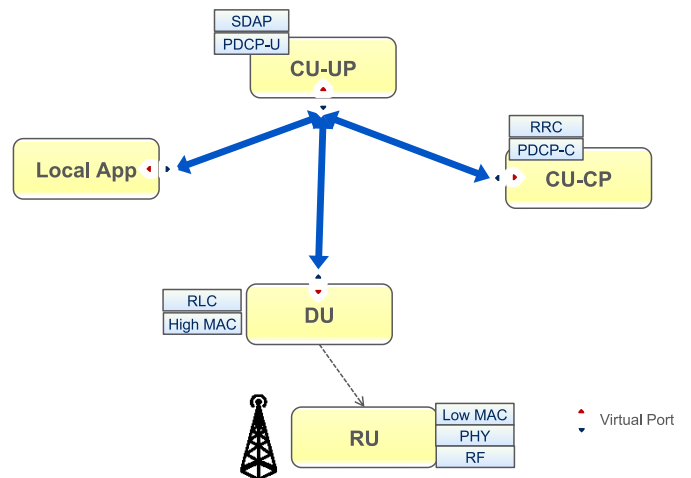 SDAP
PDCP-U
CU-UP
RRC
PDCP-C
Local App
CU-CP
RLC
High MAC
DU
Low MAC
RU
PHY
RF
Virtual Port